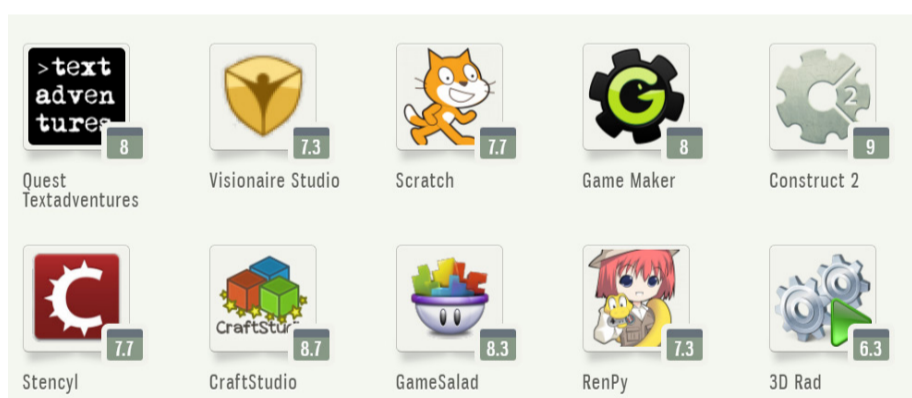 >text
adven
tures
8
7.3
7.7
8
2
9
Quest
Textadventures
Visionaire Studio
Scratch
Game Maker
Construct 2
CraftStudio
7.7
8.7
8.3
7.3
6.3
Stencyl
CraftStudio
GameSalad
RenPy
3D Rad